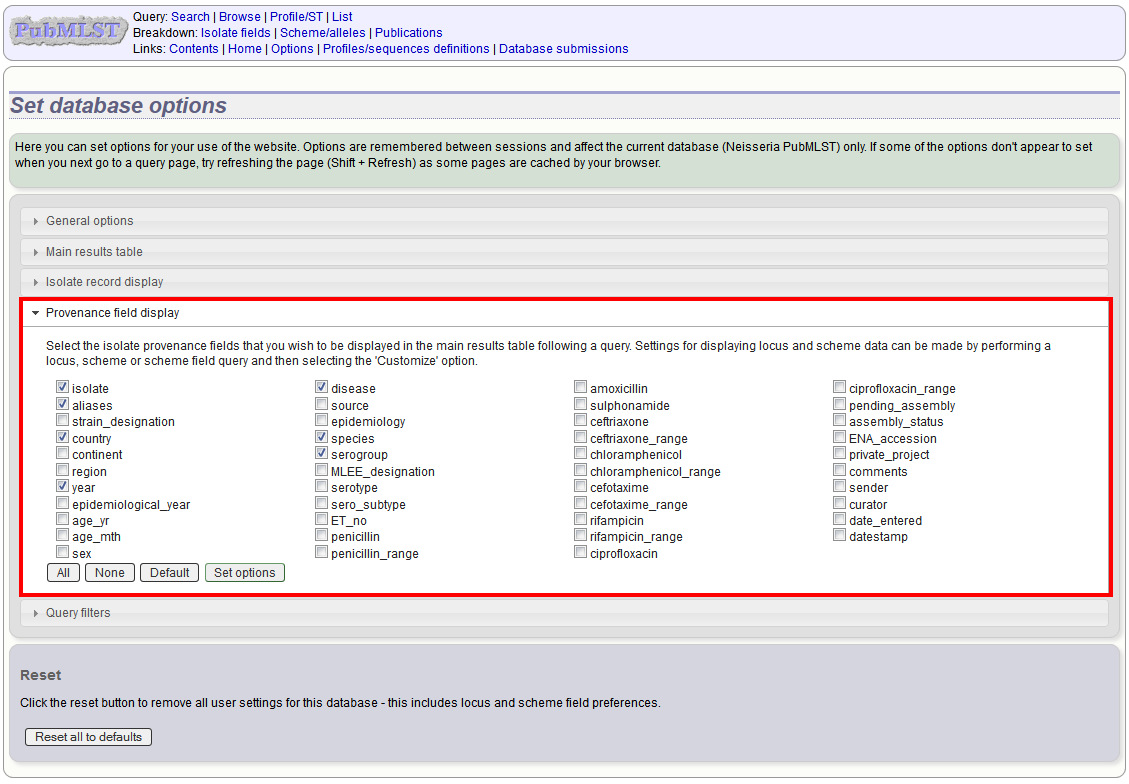 PubMLST
Query: Search | Browse | Profile/ST | List
Breakdown: Isolate fields | Scheme/alleles | Publications
Links: Contents | Home | Options | Profiles/sequences definitions | Database submissions
Set database options
Here you can set options for your use of the website. Options are remembered between sessions and affect the current database (Neisseria PubMLST) only. If some of the options don't appear to set
when you next go to a query page, try refreshing the page (Shift + Refresh) as some pages are cached by your browser.
General options
Main results table
Isolate record display
Provenance field display
Select the isolate provenance fields that you wish to be displayed in the main results table following a query. Settings for displaying locus and scheme data can be made by performing a
locus, scheme or scheme field query and then selecting the 'Customize' option.
isolate
aliases
strain_designation
country
continent
region
year
epidemiological_year
age_yr
age_mth
sex
disease
source
epidemiology
species
serogroup
MLEE_designation
serotype
sero_subtype
ET_no
penicillin
penicillin_range
amoxicillin
sulphonamide
ceftriaxone
ceftriaxone_range
chloramphenicol
chloramphenicol_range
cefotaxime
cefotaxime_range
rifampicin
rifampicin_range
ciprofloxacin
ciprofloxacin_range
pending_assembly
assembly_status
ENA_accession
private_project
comments
sender
curator
date_entered
datestamp
All None Default Set options
Query filters
Reset
Click the reset button to remove all user settings for this database - this includes locus and scheme field preferences.
Reset all to defaults